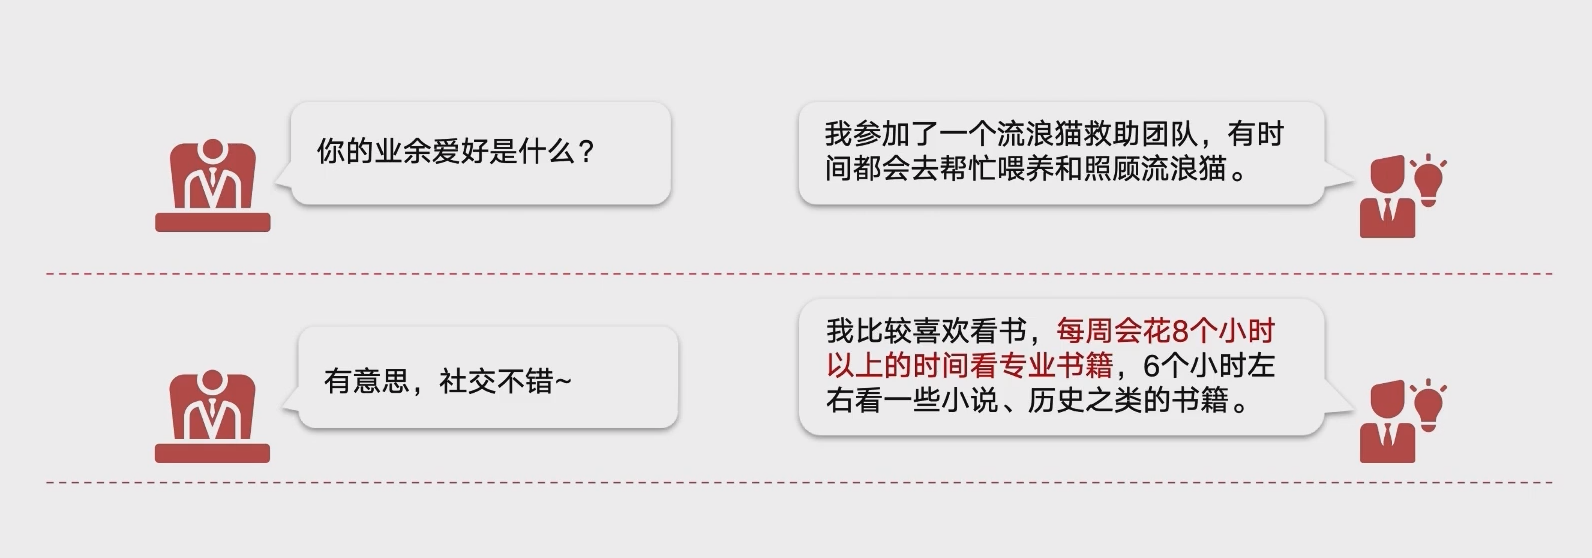 你的业余爱好是什么？
我参加了一个流浪猫救助团队，有时
间都会去帮忙喂养和照顾流浪猫。
有意思，社交不错~
我比较喜欢看书，每周会花8个小时
以上的时间看专业书籍，6个小时左
右看一些小说、历史之类的书籍。